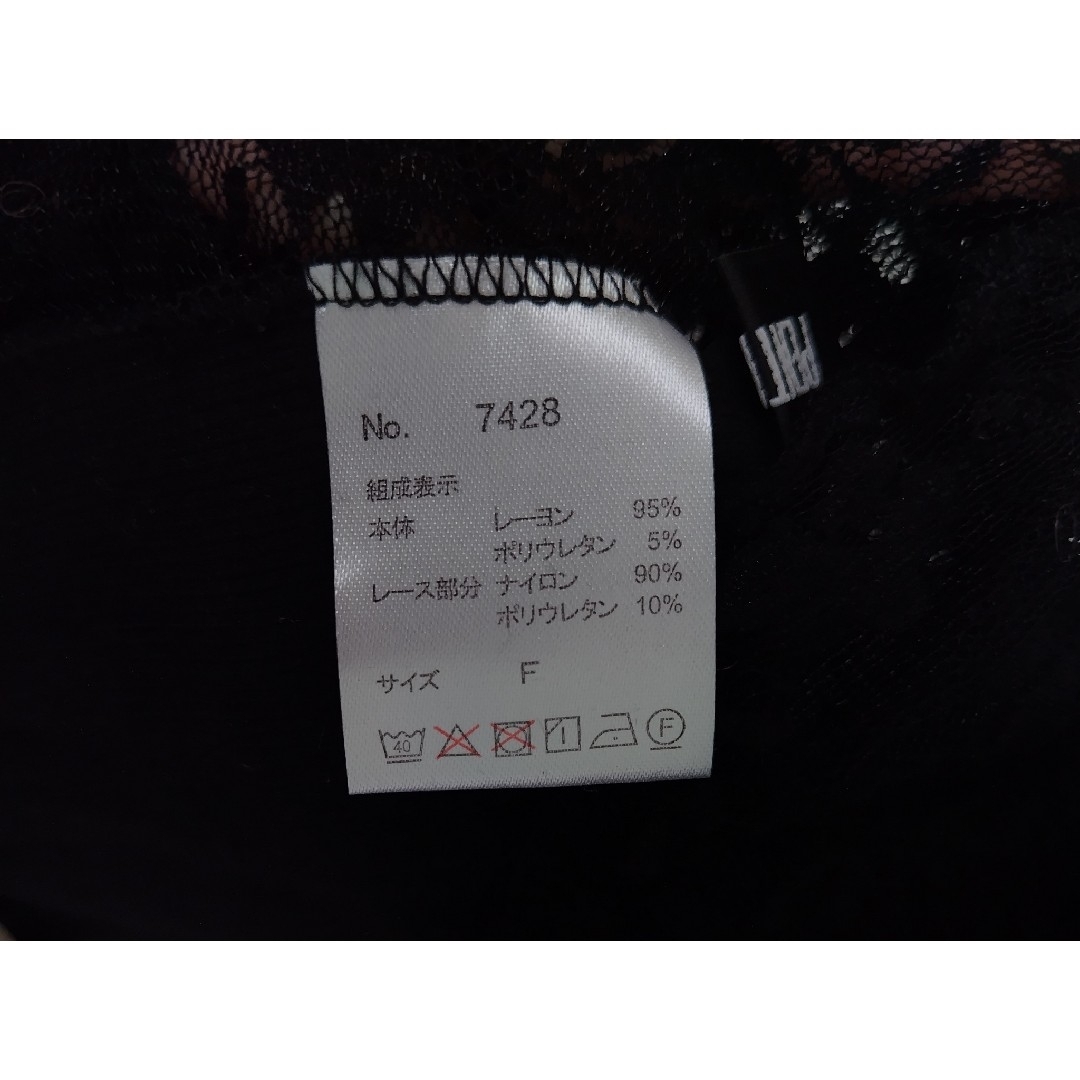 No. 7428
組成表示
本体 レーヨン 95%
ポリウレタン 5%
レース部分 ナイロン 90%
ポリウレタン 10%
サイズ F
40 F